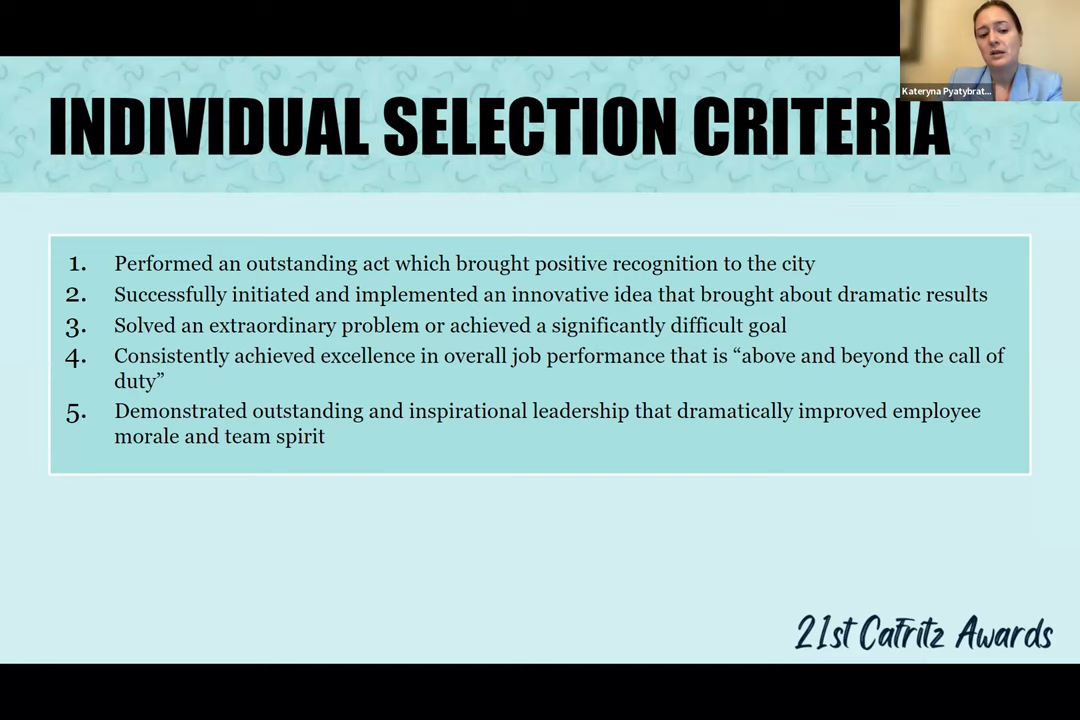 Kateryna Pyatybrat...
INDIVIDUAL SELECTION CRITERIA
1. Performed an outstanding act which brought positive recognition to the city
2. Successfully initiated and implemented an innovative idea that brought about dramatic results
3. Solved an extraordinary problem or achieved a significantly difficult goal
4. Consistently achieved excellence in overall job performance that is “above and beyond the call of
duty”
5. Demonstrated outstanding and inspirational leadership that dramatically improved employee
morale and team spirit
21st Cafritz Awards